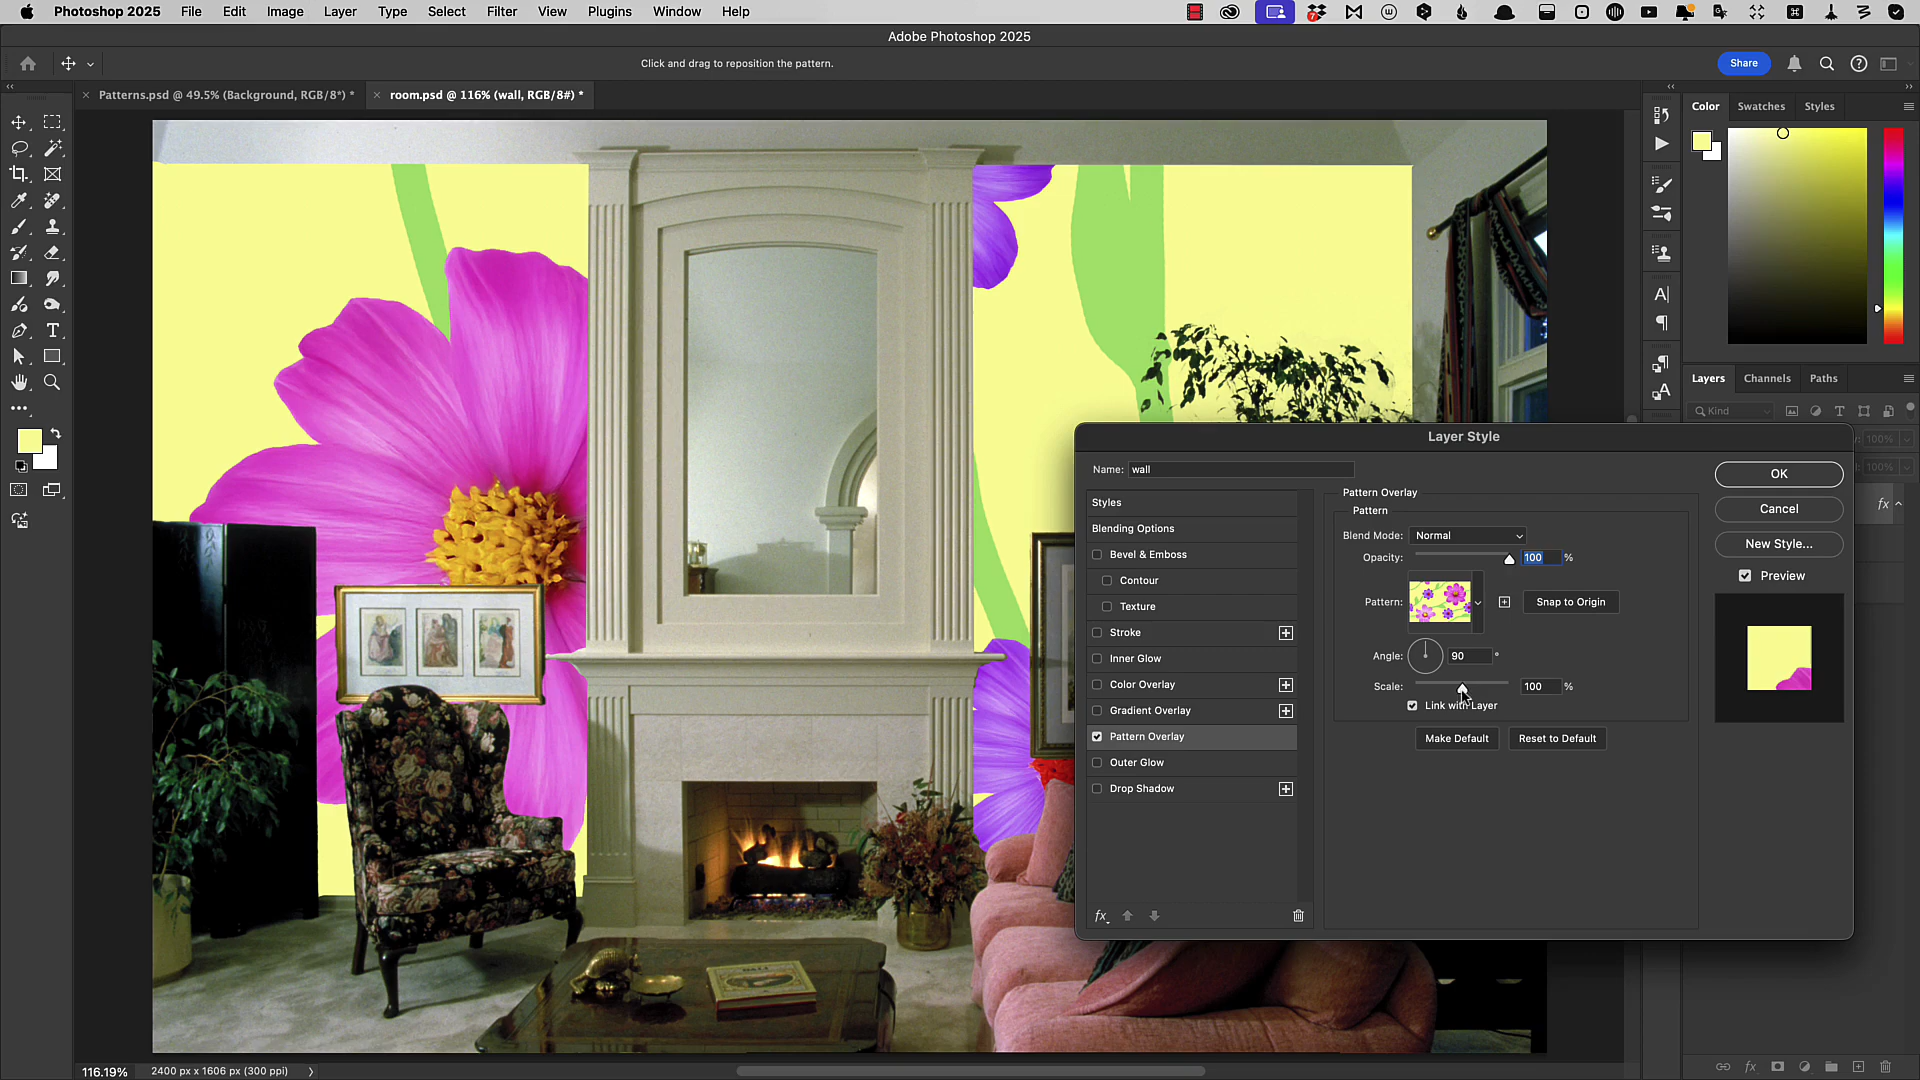 Photoshop 2025 File Edit Image Layer Type Select Filter View Plugins Window Help
Adobe Photoshop 2025
Click and drag to reposition the pattern.
Share
Patterns.psd @ 49.5% (Background, RGB/8*) *
room.psd @ 116% (wall, RGB/8#) *
Color Swatches Styles
Layers Channels Paths
Kind
100%
100%
fx
Layer Style
Name: wall
Styles
Blending Options
Bevel & Emboss
Contour
Texture
Stroke
Inner Glow
Color Overlay
Gradient Overlay
Pattern Overlay
Outer Glow
Drop Shadow
fx
Pattern Overlay
Pattern
Blend Mode: Normal
Opacity: 100 %
Pattern:
Snap to Origin
Angle: 90 °
Scale: 100 %
Link with Layer
Make Default Reset to Default
OK
Cancel
New Style...
Preview
116.19% 2400 px x 1606 px (300 ppi)
fx